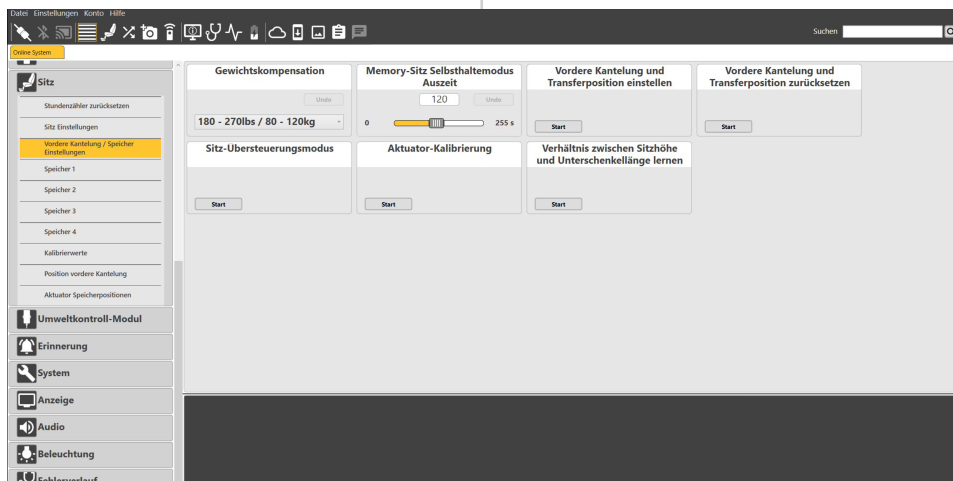 Datei Einstellungen Konto Hilfe
Suchen
Online System
Sitz
Stundenzähler zurücksetzen
Sitz Einstellungen
Vordere Kantelung / Speicher
Einstellungen
Speicher 1
Speicher 2
Speicher 3
Speicher 4
Kalibrierwerte
Position vordere Kantelung
Aktuator Speicherpositionen
Umweltkontroll-Modul
Erinnerung
System
Anzeige
Audio
Beleuchtung
Fehlerverlauf
Gewichtskompensation
Undo
180 - 270lbs / 80 - 120kg
Memory-Sitz Selbsthaltemodus
Auszeit
120 Undo
0 255 s
Vordere Kantelung und
Transferposition einstellen
Start
Vordere Kantelung und
Transferposition zurücksetzen
Start
Sitz-Übersteuerungsmodus
Start
Aktuator-Kalibrierung
Start
Verhältnis zwischen Sitzhöhe
und Unterschenkellänge lernen
Start